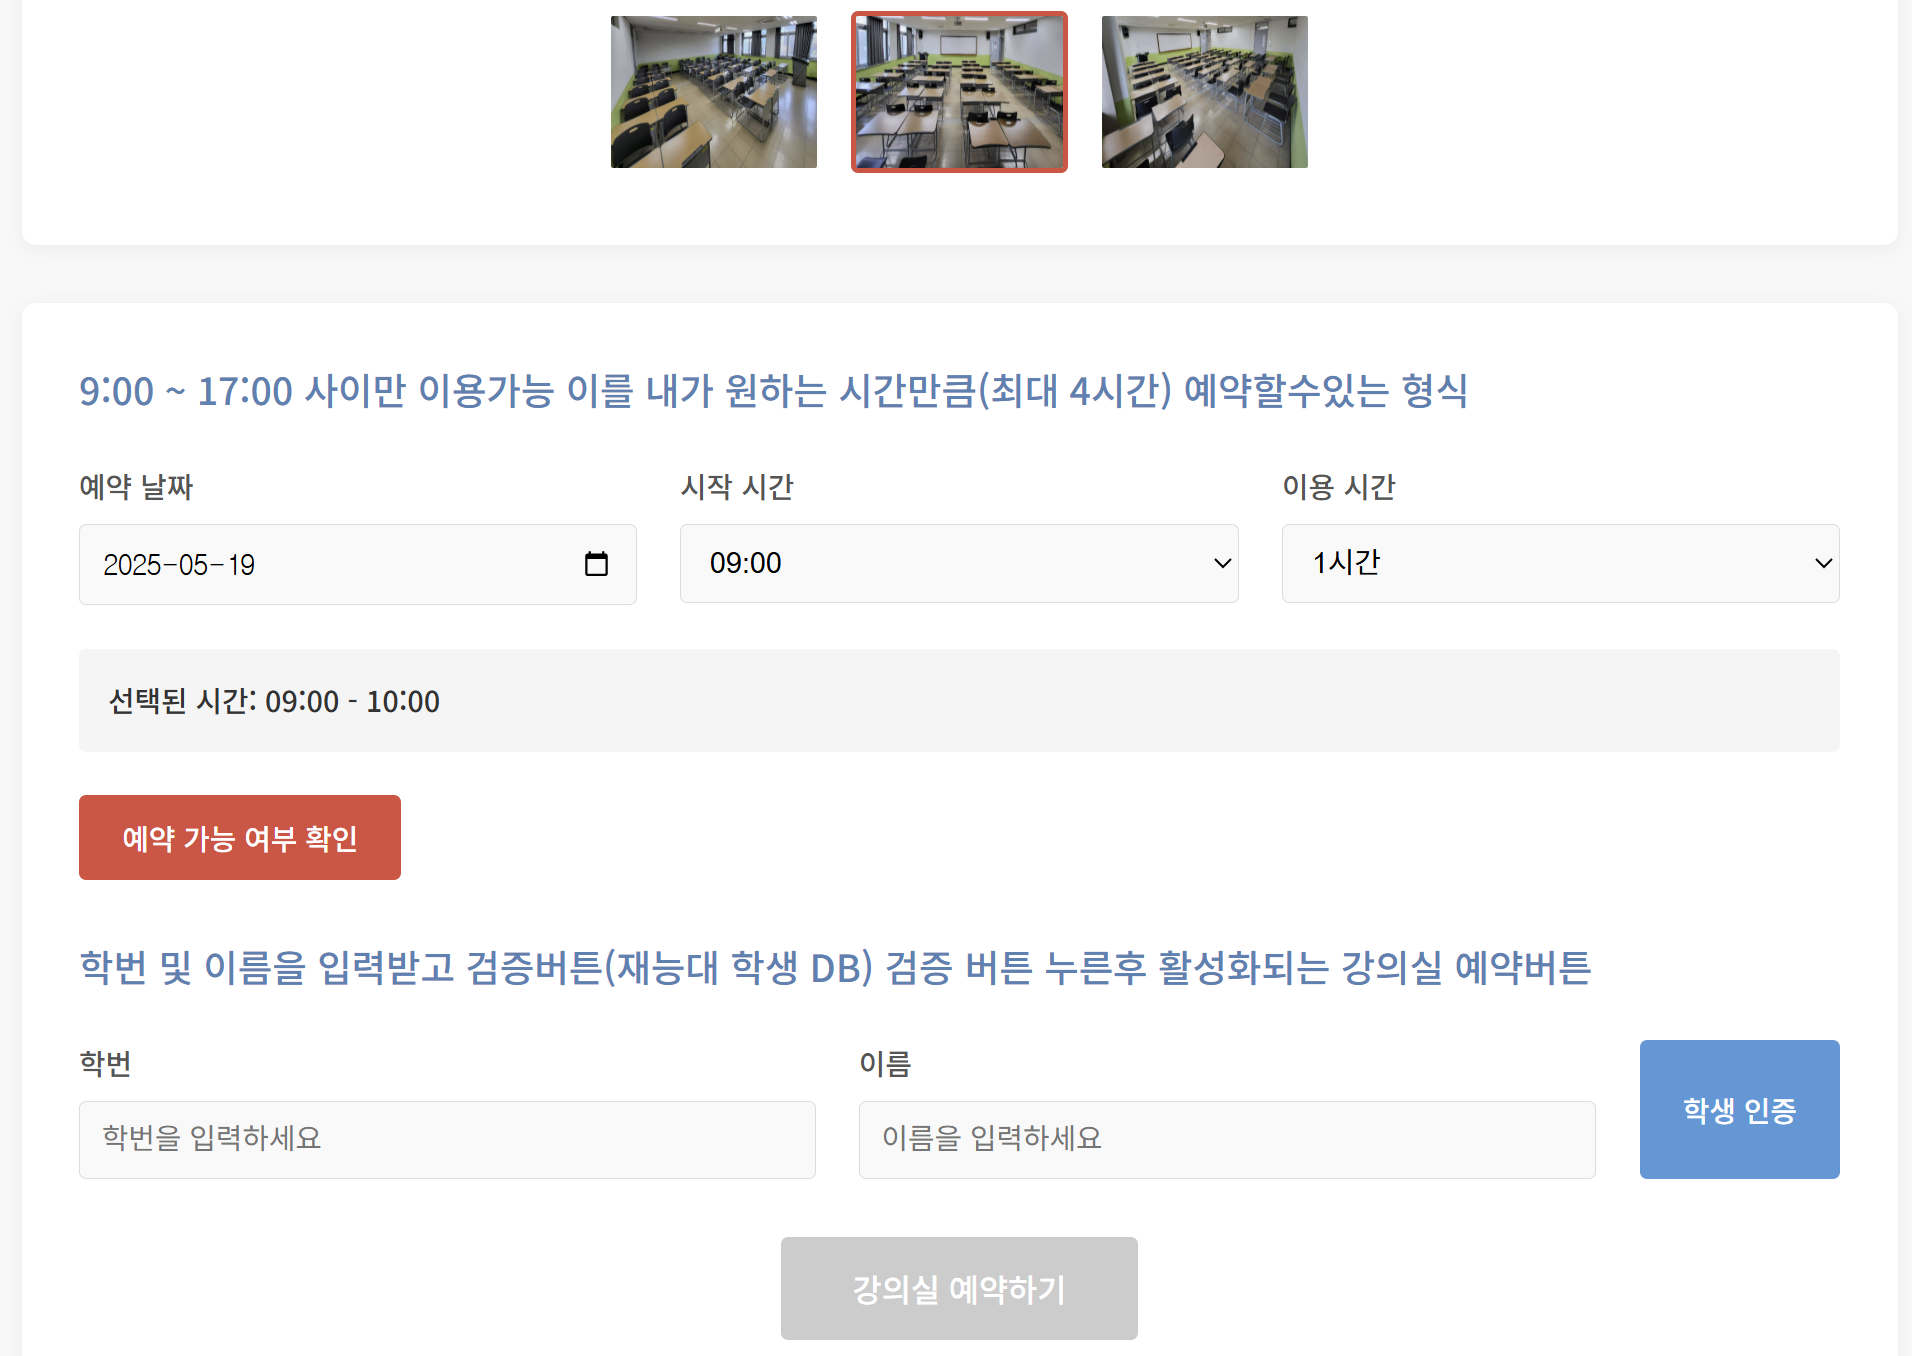 9:00 ~ 17:00 사이만 이용가능 이를 내가 원하는 시간만큼(최대 4시간) 예약할수있는 형식
예약 날짜
시작 시간
이용 시간
2025-05-19
09:00
1시간
선택된 시간: 09:00 - 10:00
예약 가능 여부 확인
학번 및 이름을 입력받고 검증버튼(재능대 학생 DB) 검증 버튼 누른후 활성화되는 강의실 예약버튼
학번
이름
학번을 입력하세요
이름을 입력하세요
학생 인증
강의실 예약하기